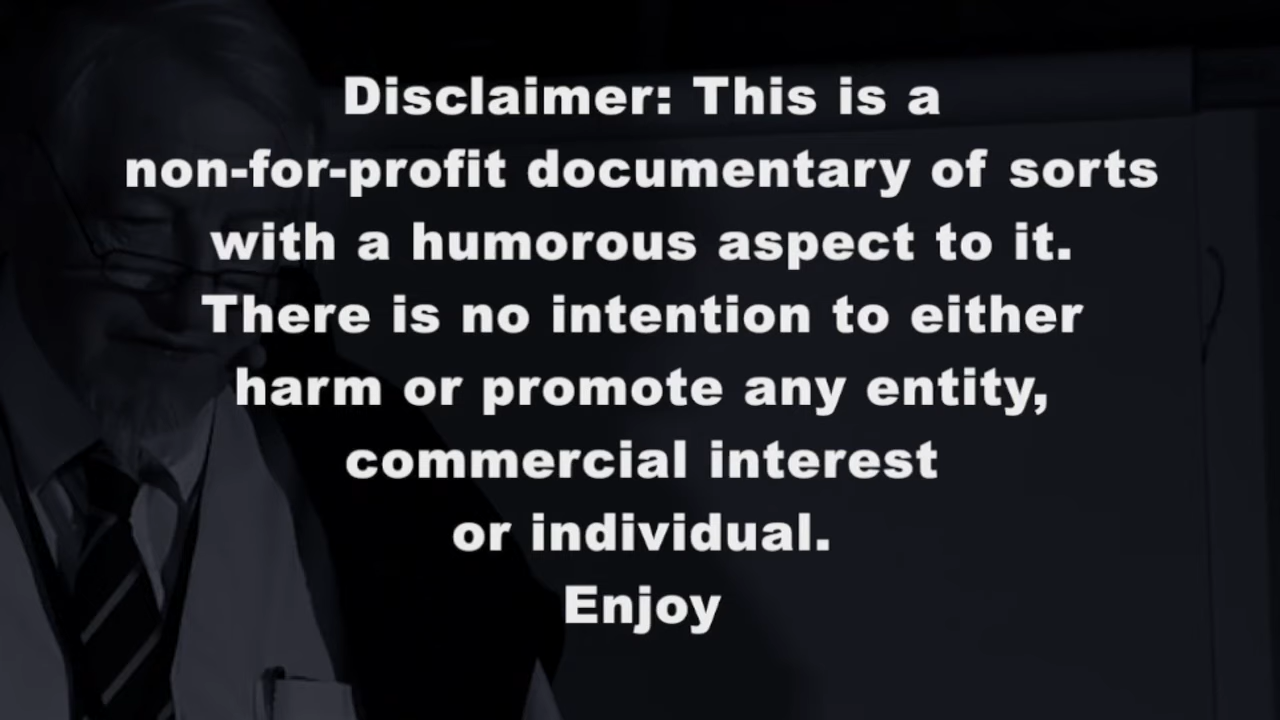 Disclaimer: This is a
non-for-profit documentary of sorts
with a humorous aspect to it.
There is no intention to either
harm or promote any entity,
commercial interest
or individual.
Enjoy